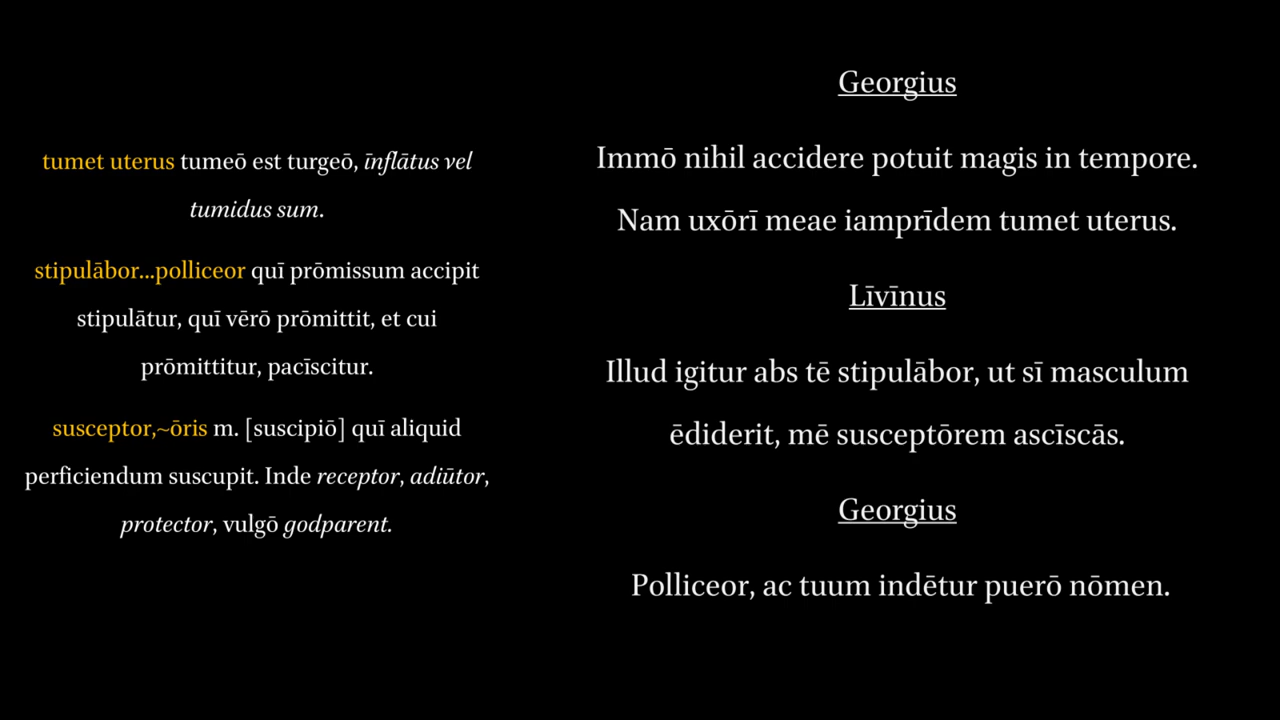 tumet uterus tumeō est turgeō, īnflātus vel
tumidus sum.
stipulābor...polliceor quī prōmissum accipit
stipulātur, quī vērō prōmittit, et cui
prōmittitur, pacīscitur.
susceptor,~ōris m. [suscipiō] quī aliquid
perficiendum suscupit. Inde receptor, adiūtor,
protector, vulgō godparent.
Georgius
Immō nihil accidere potuit magis in tempore.
Nam uxōrī meae iamprīdem tumet uterus.
Līvīnus
Illud igitur abs tē stipulābor, ut sī masculum
ēdiderit, mē susceptōrem ascīscās.
Georgius
Polliceor, ac tuum indētur puerō nōmen.